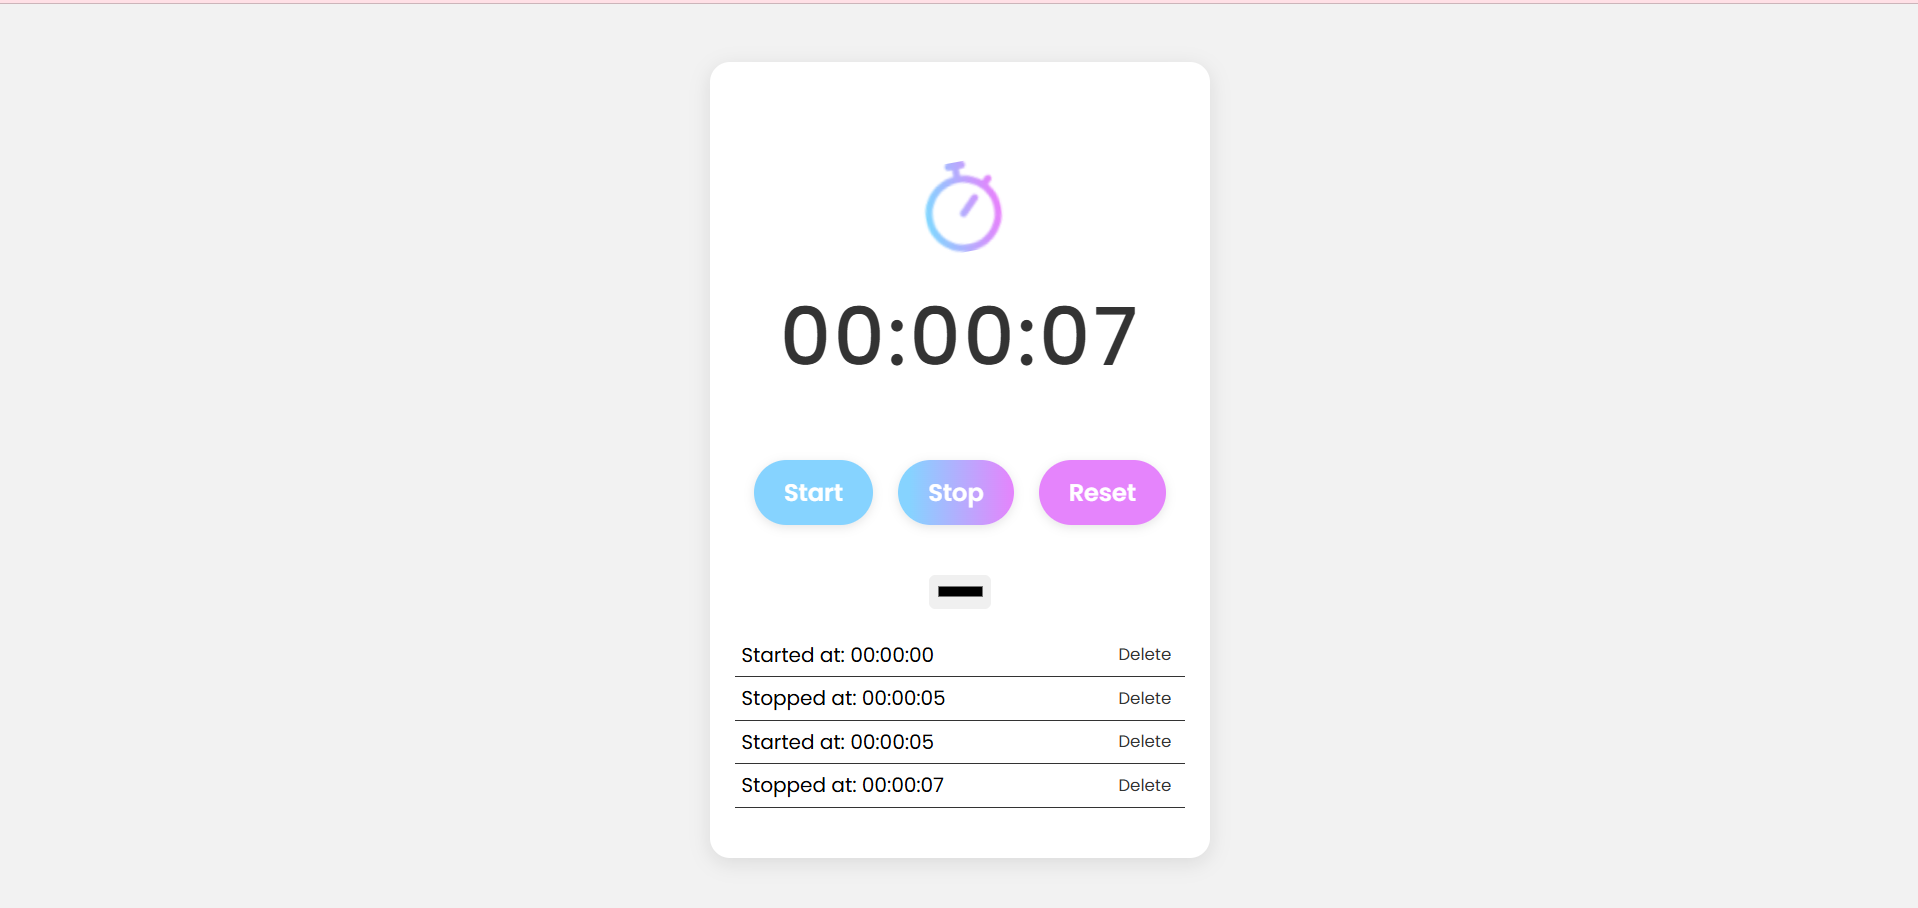 00:00:07
Start Stop Reset
Started at: 00:00:00 Delete
Stopped at: 00:00:05 Delete
Started at: 00:00:05 Delete
Stopped at: 00:00:07 Delete